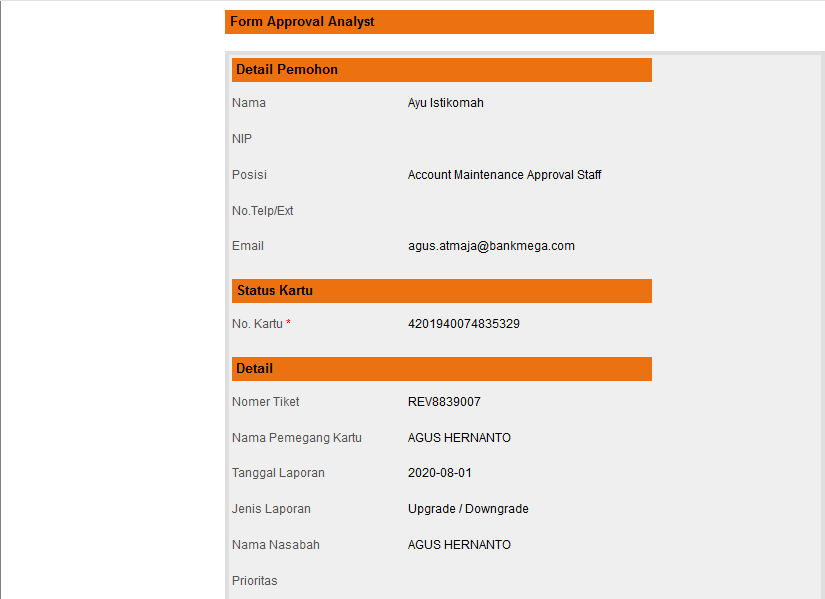 Form Approval Analyst
Detail Pemohon
Nama Ayu Istikomah
NIP
Posisi Account Maintenance Approval Staff
No.Telp/Ext
Email agus.atmaja@bankmega.com
Status Kartu
No. Kartu * 4201940074835329
Detail
Nomer Tiket REV8839007
Nama Pemegang Kartu AGUS HERNANTO
Tanggal Laporan 2020-08-01
Jenis Laporan Upgrade / Downgrade
Nama Nasabah AGUS HERNANTO
Prioritas